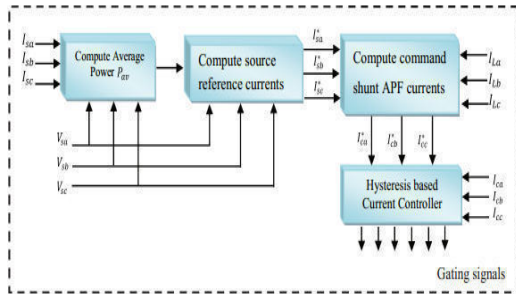 I*sa
Isa
Isb
Isc
Compute Average
Power Pav
Compute source
reference currents
I*sb
I*sc
Compute command
shunt APF currents
ILa
ILb
ILc
Vsa
Vsb
Vsc
I*ca
I*cb
I*cc
Hysteresis based
Current Controller
Ica
Icb
Icc
Gating signals